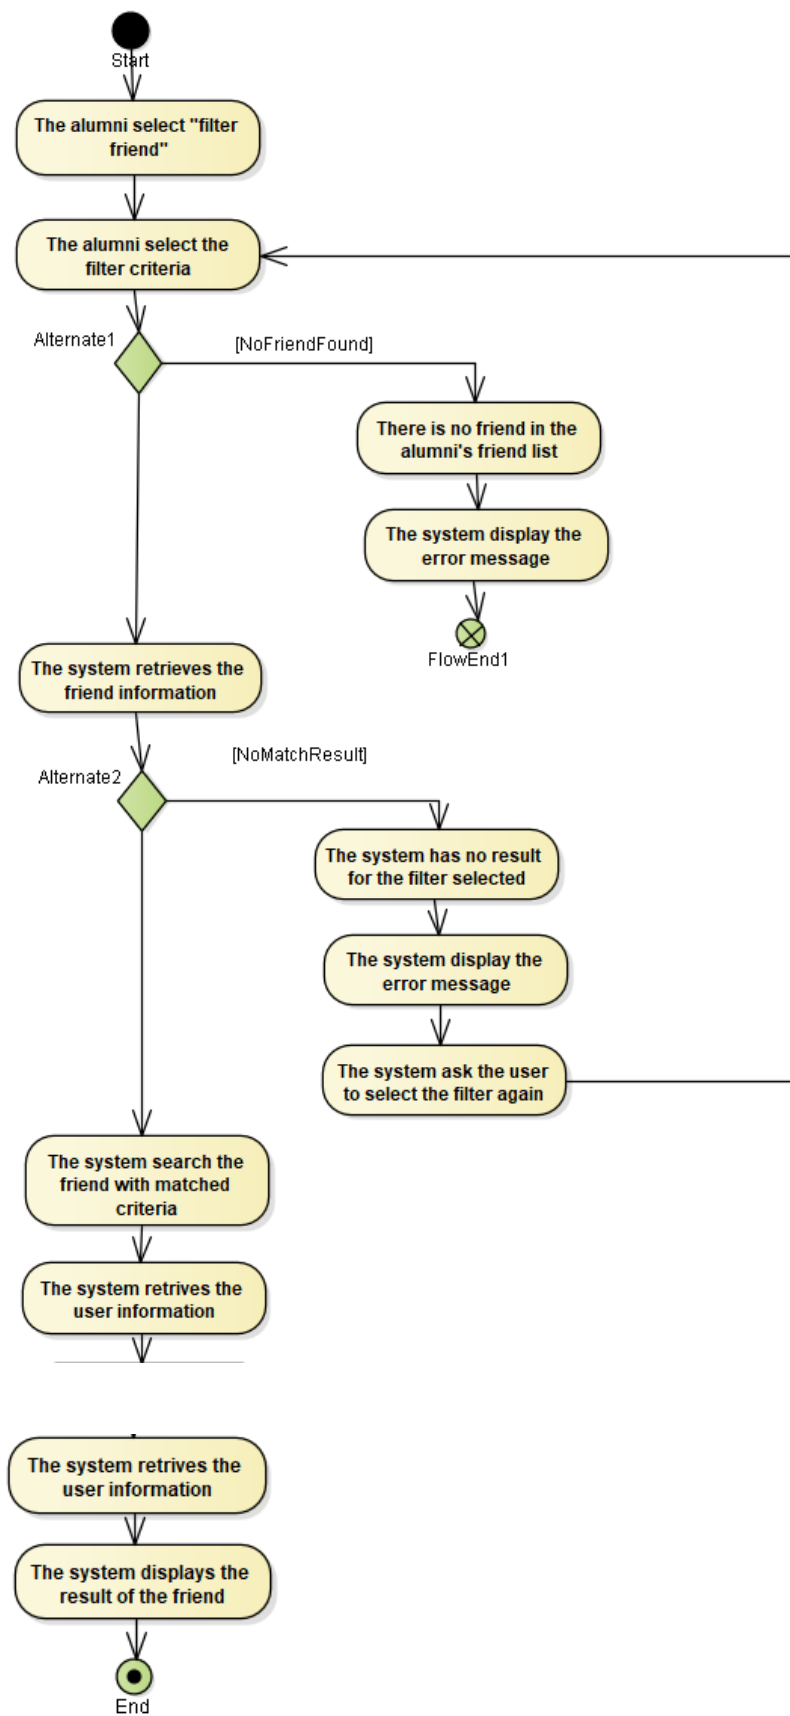 Start
The alumni select "filter
friend"
The alumni select the
filter criteria
Alternate1
[NoFriendFound]
There is no friend in the
alumni's friend list
The system display the
error message
FlowEnd1
The system retrieves the
friend information
Alternate2
[NoMatchResult]
The system has no result
for the filter selected
The system display the
error message
The system ask the user
to select the filter again
The system search the
friend with matched
criteria
The system retrives the
user information
The system retrives the
user information
The system displays the
result of the friend
End